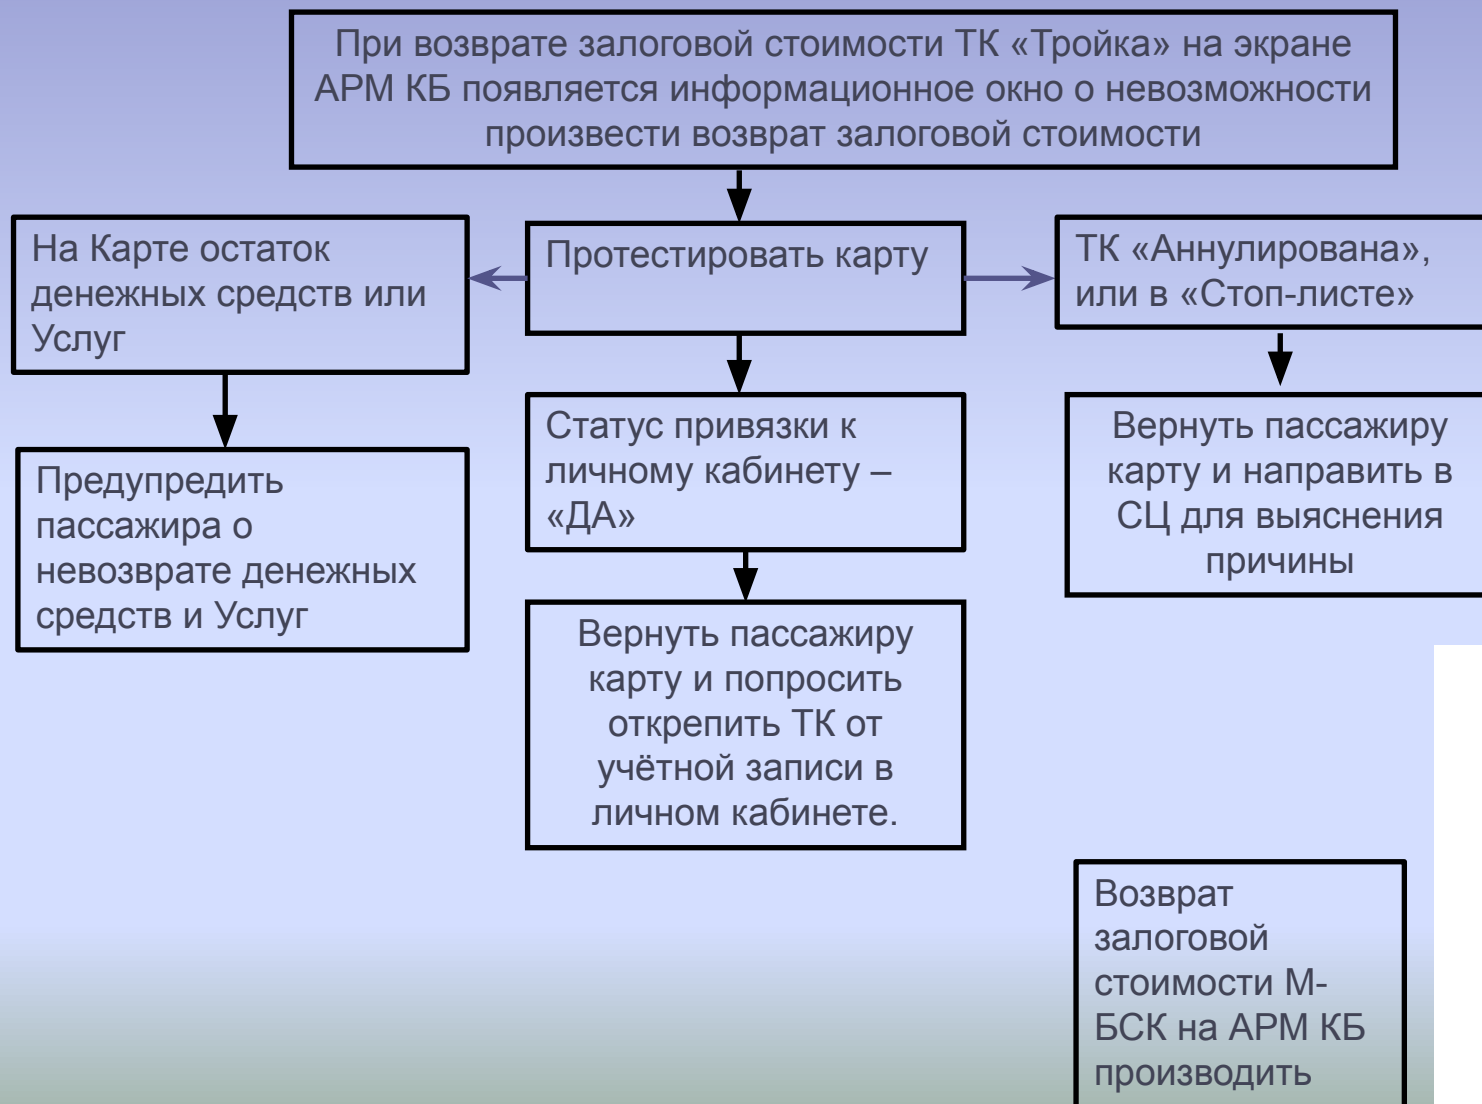 При возврате залоговой стоимости ТК «Тройка» на экране
АРМ КБ появляется информационное окно о невозможности
произвести возврат залоговой стоимости
На Карте остаток
денежных средств или
Услуг
Протестировать карту
ТК «Аннулирована»,
или в «Стоп-листе»
Предупредить
пассажира о
невозврате денежных
средств и Услуг
Статус привязки к
личному кабинету –
«ДА»
Вернуть пассажиру
карту и направить в
СЦ для выяснения
причины
Вернуть пассажиру
карту и попросить
открепить ТК от
учётной записи в
личном кабинете.
Возврат
залоговой
стоимости М-
БСК на АРМ КБ
производить